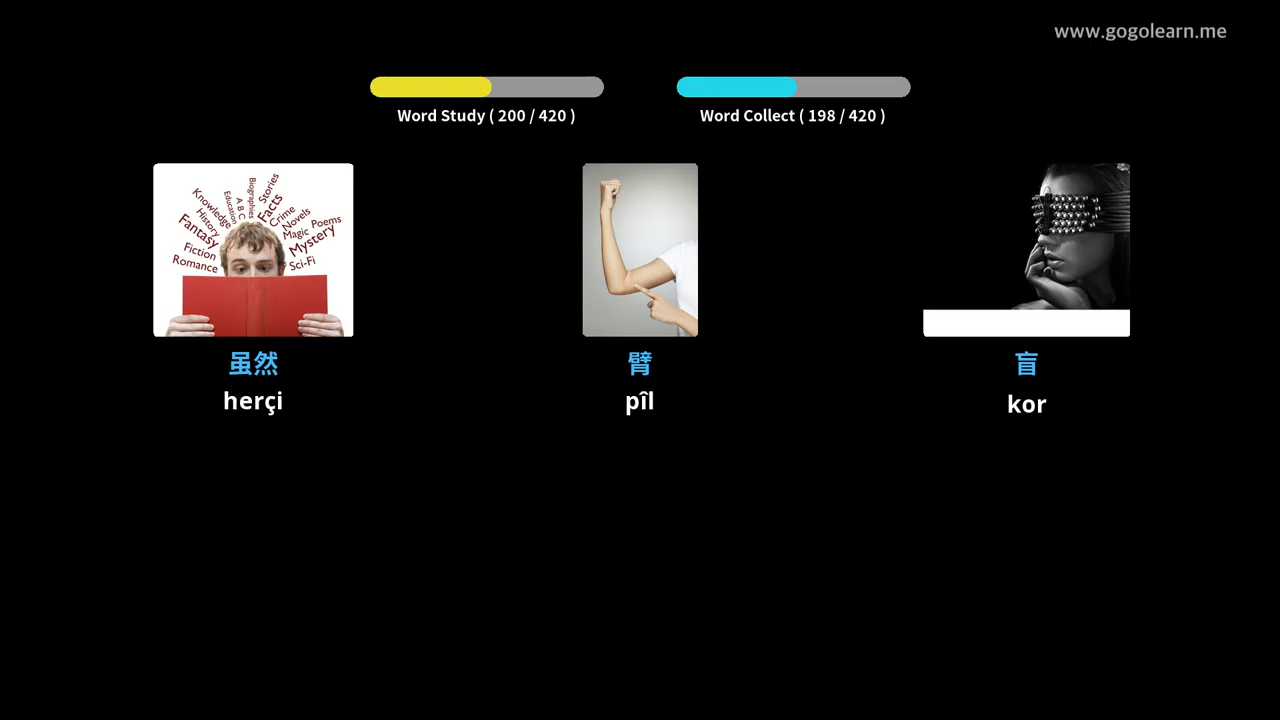 www.gogolearn.me
Word Study ( 200 / 420 )
Word Collect ( 198 / 420 )
Biographies
Stories
Knowledge
Education
A B C
Facts
Crime
History
Novels
Poems
Fantasy
Magic
Mystery
Fiction
Romance
Sci-Fi
虽然
臂
盲
herçi
pîl
kor